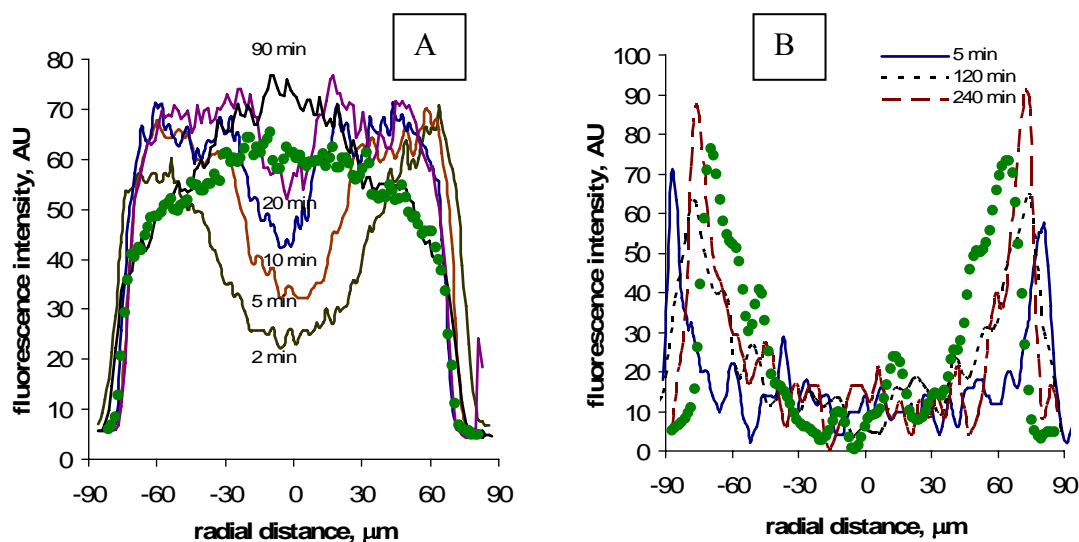 A
fluorescence intensity, AU
80
70
60
50
40
30
20
10
0
90 min
20 min
10 min
5 min
2 min
-90 -60 -30 0 30 60 90
radial distance, µm
B
fluorescence intensity, AU
100
90
80
70
60
50
40
30
20
10
0
5 min
120 min
240 min
-90 -60 -30 0 30 60 90
radial distance, µm